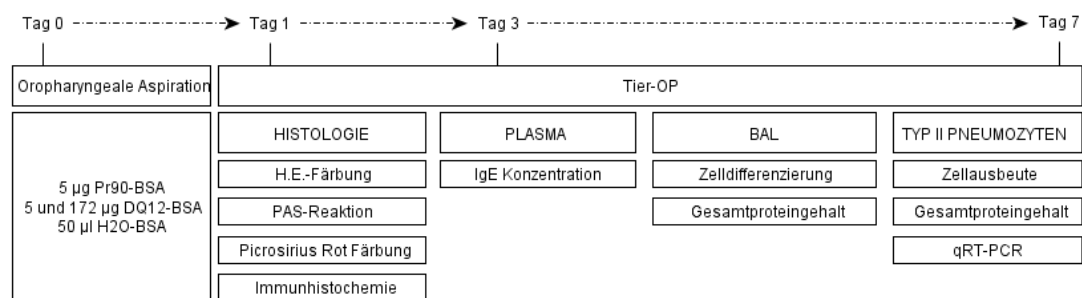 Tag 0
Tag 1
Tag 3
Tag 7
Oropharyngeale Aspiration
Tier-OP
5 µg Pr90-BSA
5 und 172 µg DQ12-BSA
50 µl H2O-BSA
HISTOLOGIE
PLASMA
BAL
TYP II PNEUMOZYTEN
H.E.-Färbung
IgE Konzentration
Zelldifferenzierung
Zellausbeute
PAS-Reaktion
Gesamtproteingehalt
Gesamtproteingehalt
Picrosirius Rot Färbung
qRT-PCR
Immunhistochemie